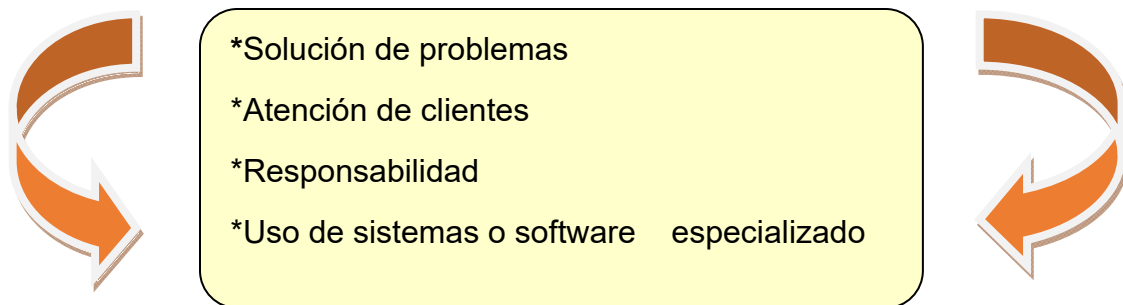 *Solución de problemas
*Atención de clientes
*Responsabilidad
*Uso de sistemas o software especializado